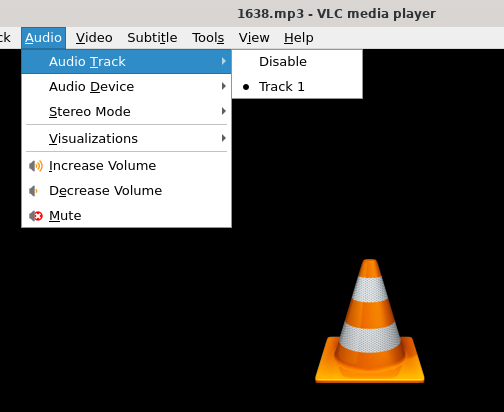 1638.mp3 - VLC media player
ck Audio Video Subtitle Tools View Help
Audio Track
Disable
Audio Device
Track 1
Stereo Mode
Visualizations
Increase Volume
Decrease Volume
Mute